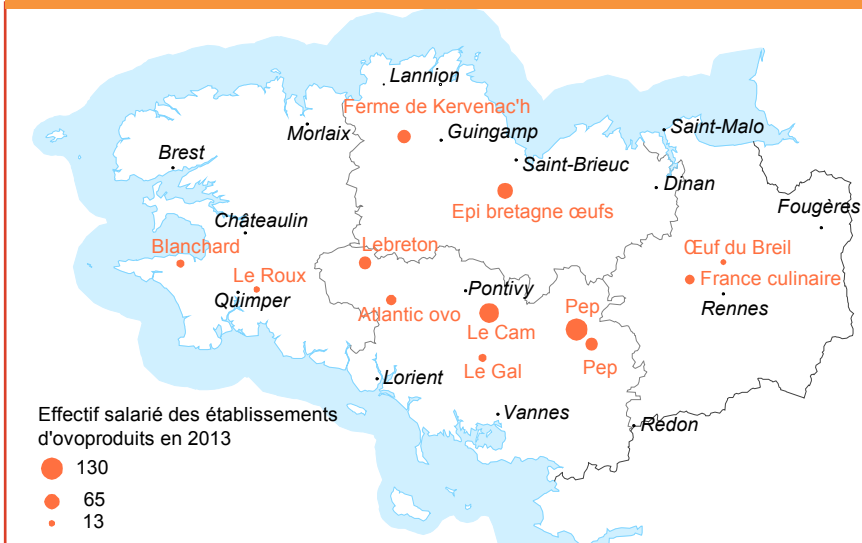 Lannion
Ferme de Kervenac'h
Morlaix
Guingamp
Saint-Malo
Brest
Saint-Brieuc
Dinan
Epi bretagne œufs
Fougères
Châteaulin
Blanchard
Lebreton
Œuf du Breil
Le Roux
France culinaire
Quimper
Pontivy
Rennes
Atlantic ovo
Pep
Le Cam
Pep
Le Gal
Lorient
Vannes
Redon
Effectif salarié des établissements
d'ovoproduits en 2013
130
65
13